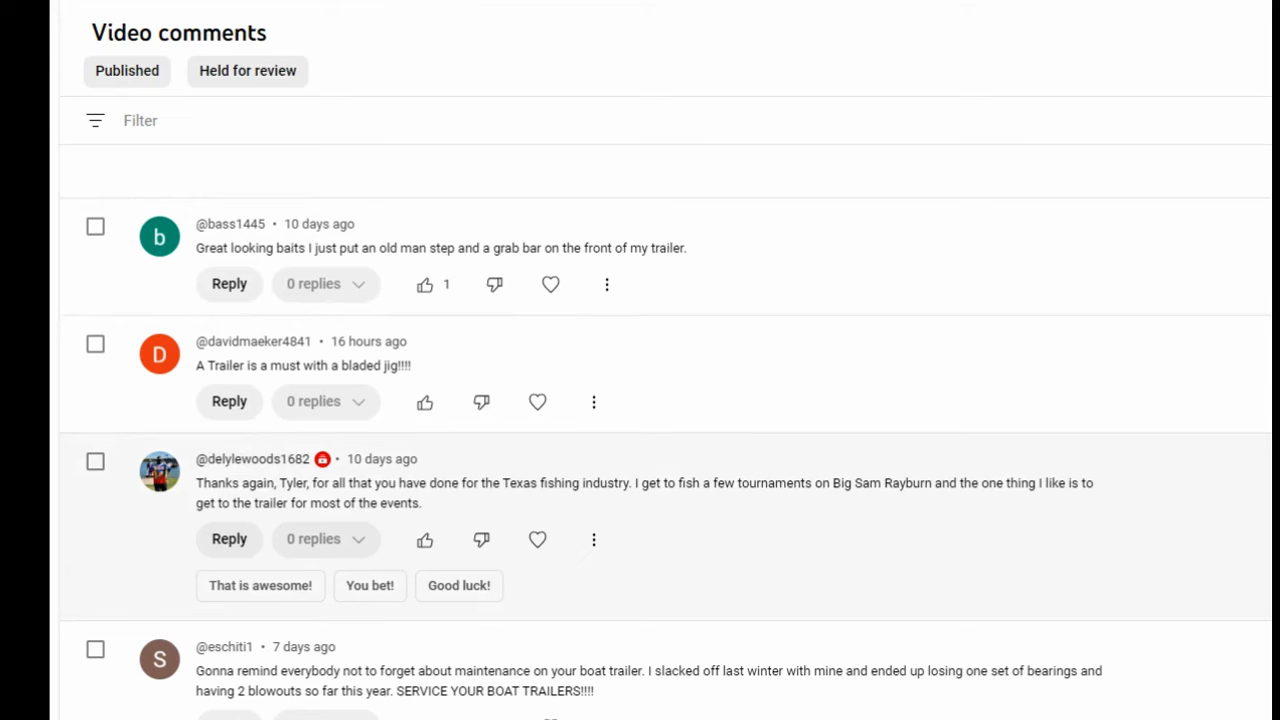 Video comments
Published Held for review
Filter
b
@bass1445 • 10 days ago
Great looking baits I just put an old man step and a grab bar on the front of my trailer.
Reply 0 replies 1
D
@davidmaeker4841 • 16 hours ago
A Trailer is a must with a bladed jig!!!!
Reply 0 replies
@delylewoods1682 • 10 days ago
Thanks again, Tyler, for all that you have done for the Texas fishing industry. I get to fish a few tournaments on Big Sam Rayburn and the one thing I like is to
get to the trailer for most of the events.
Reply 0 replies
That is awesome! You bet! Good luck!
S
@eschiti1 • 7 days ago
Gonna remind everybody not to forget about maintenance on your boat trailer. I slacked off last winter with mine and ended up losing one set of bearings and
having 2 blowouts so far this year. SERVICE YOUR BOAT TRAILERS!!!!